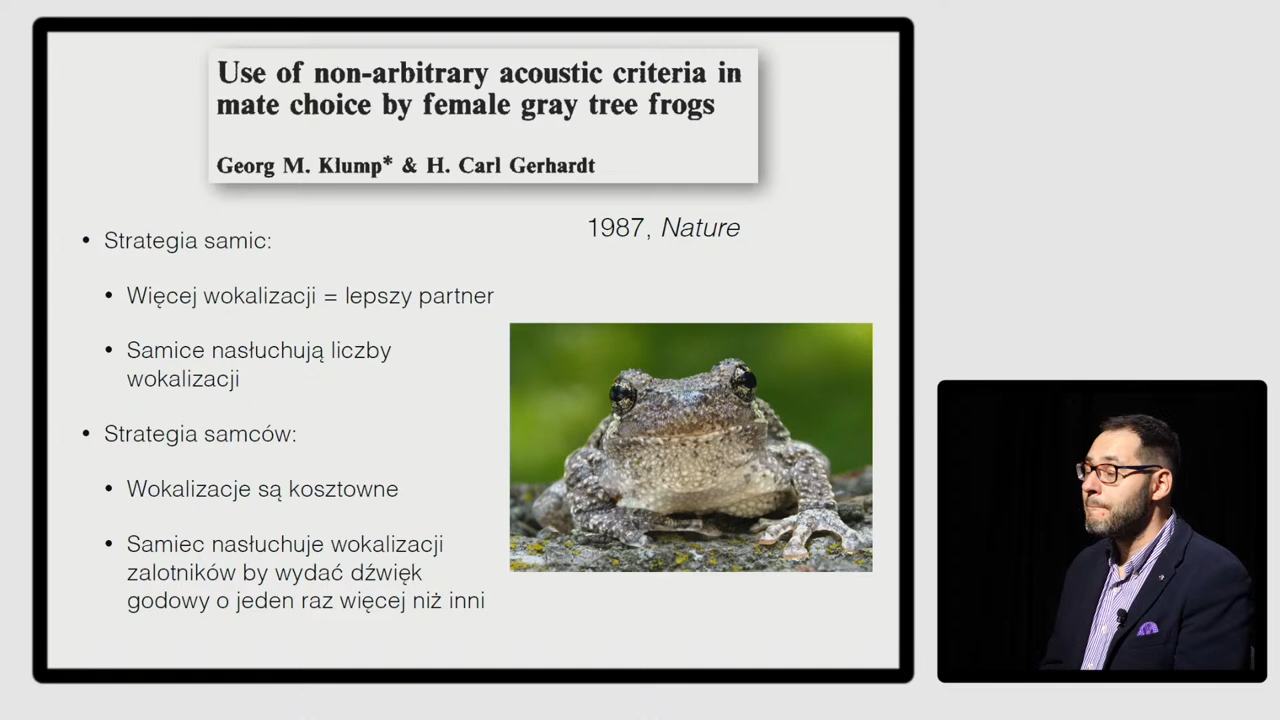 Use of non-arbitrary acoustic criteria in
mate choice by female gray tree frogs
Georg M. Klump* & H. Carl Gerhardt
1987, Nature
• Strategia samic:
• Więcej wokalizacji = lepszy partner
• Samice nasłuchują liczby
wokalizacji
• Strategia samców:
• Wokalizacje są kosztowne
• Samiec nasłuchuje wokalizacji
zalotników by wydać dźwięk
godowy o jeden raz więcej niż inni